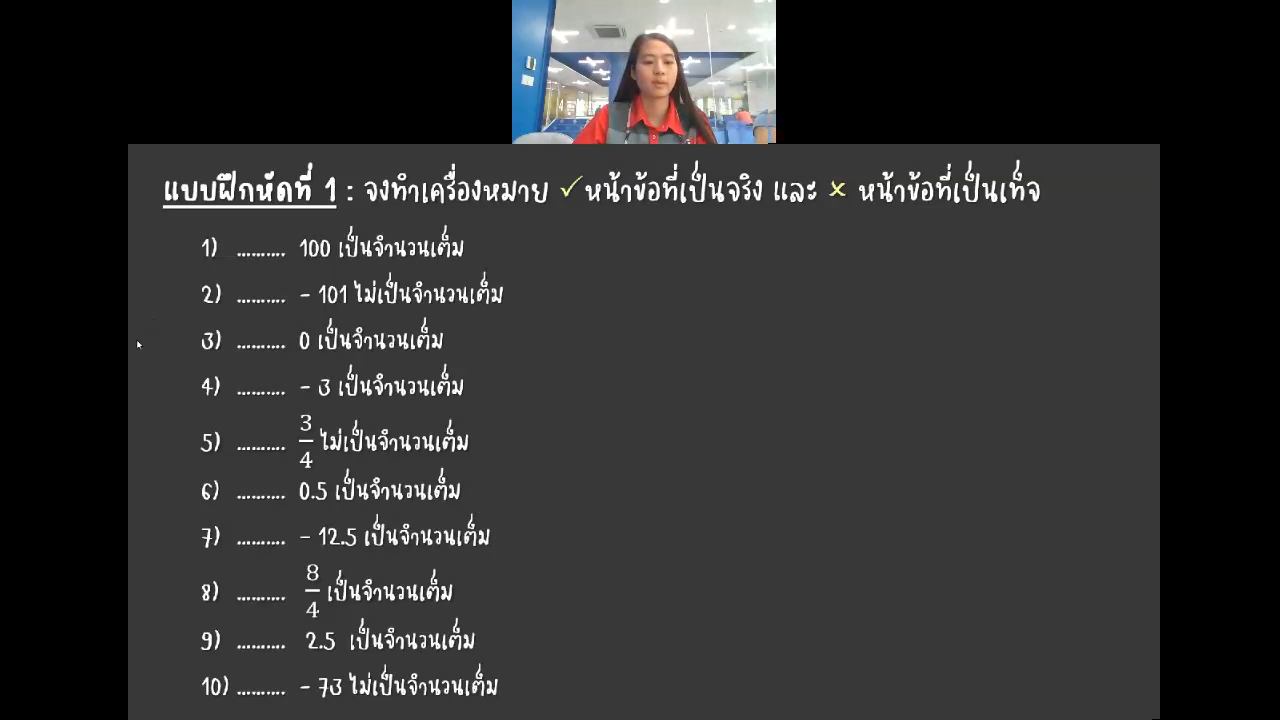 แบบฝึกหัดที่ 1 : จงทำเครื่องหมาย ✓ หน้าข้อที่เป็นจริง และ × หน้าข้อที่เป็นเท็จ
1) .......... 100 เป็นจำนวนเต็ม
2) .......... - 101 ไม่เป็นจำนวนเต็ม
3) .......... 0 เป็นจำนวนเต็ม
4) .......... - 3 เป็นจำนวนเต็ม
5) .......... 3/4 ไม่เป็นจำนวนเต็ม
6) .......... 0.5 เป็นจำนวนเต็ม
7) .......... - 12.5 เป็นจำนวนเต็ม
8) .......... 8/4 เป็นจำนวนเต็ม
9) .......... 2.5 เป็นจำนวนเต็ม
10) .......... - 73 ไม่เป็นจำนวนเต็ม